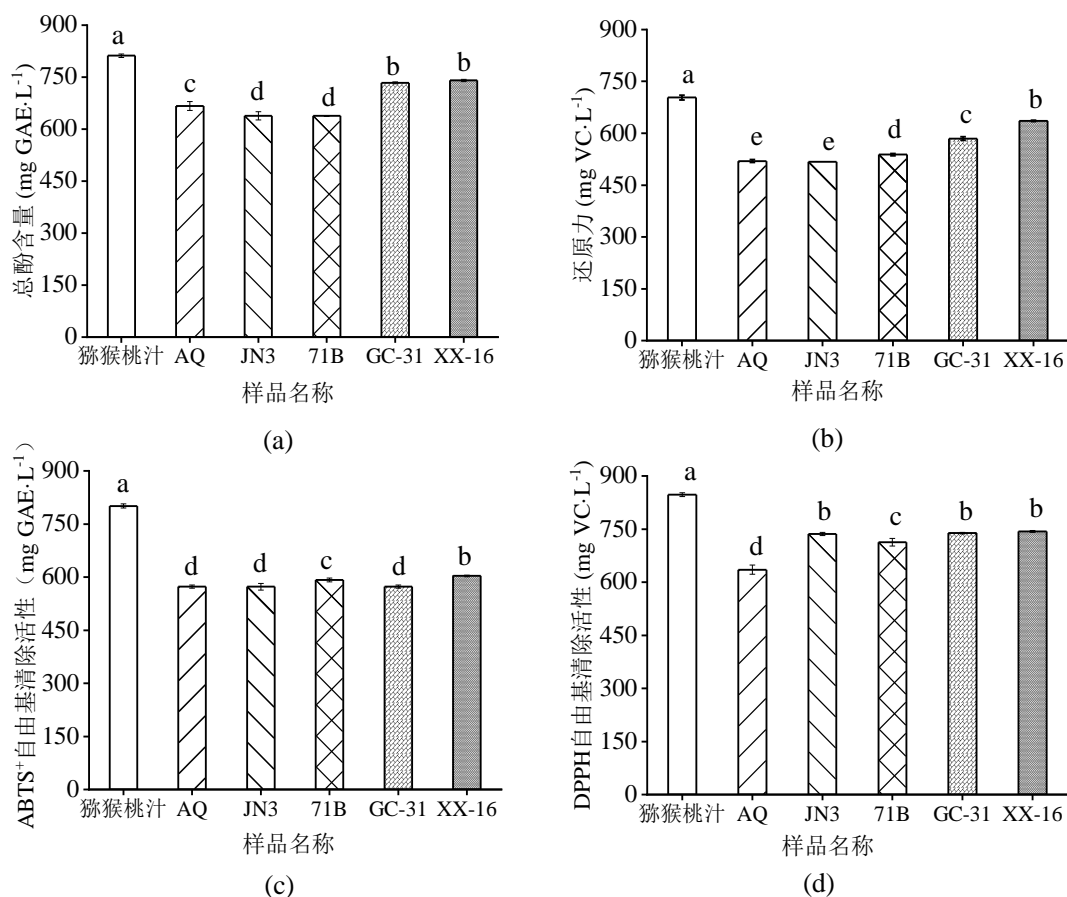 900
750
600
450
300
150
0
总酚含量 (mg GAE·L-1)
a
c
d
d
b
b
猕猴桃汁 AQ JN3 71B GC-31 XX-16
样品名称
(a)
900
750
600
450
300
150
0
还原力 (mg VC·L-1)
a
e
e
d
c
b
猕猴桃汁 AQ JN3 71B GC-31 XX-16
样品名称
(b)
900
750
600
450
300
150
0
ABTS+自由基清除活性（mg GAE·L-1）
a
d
d
c
d
b
猕猴桃汁 AQ JN3 71B GC-31 XX-16
样品名称
(c)
900
750
600
450
300
150
0
DPPH自由基清除活性 (mg VC·L-1)
a
d
b
c
b
b
猕猴桃汁 AQ JN3 71B GC-31 XX-16
样品名称
(d)